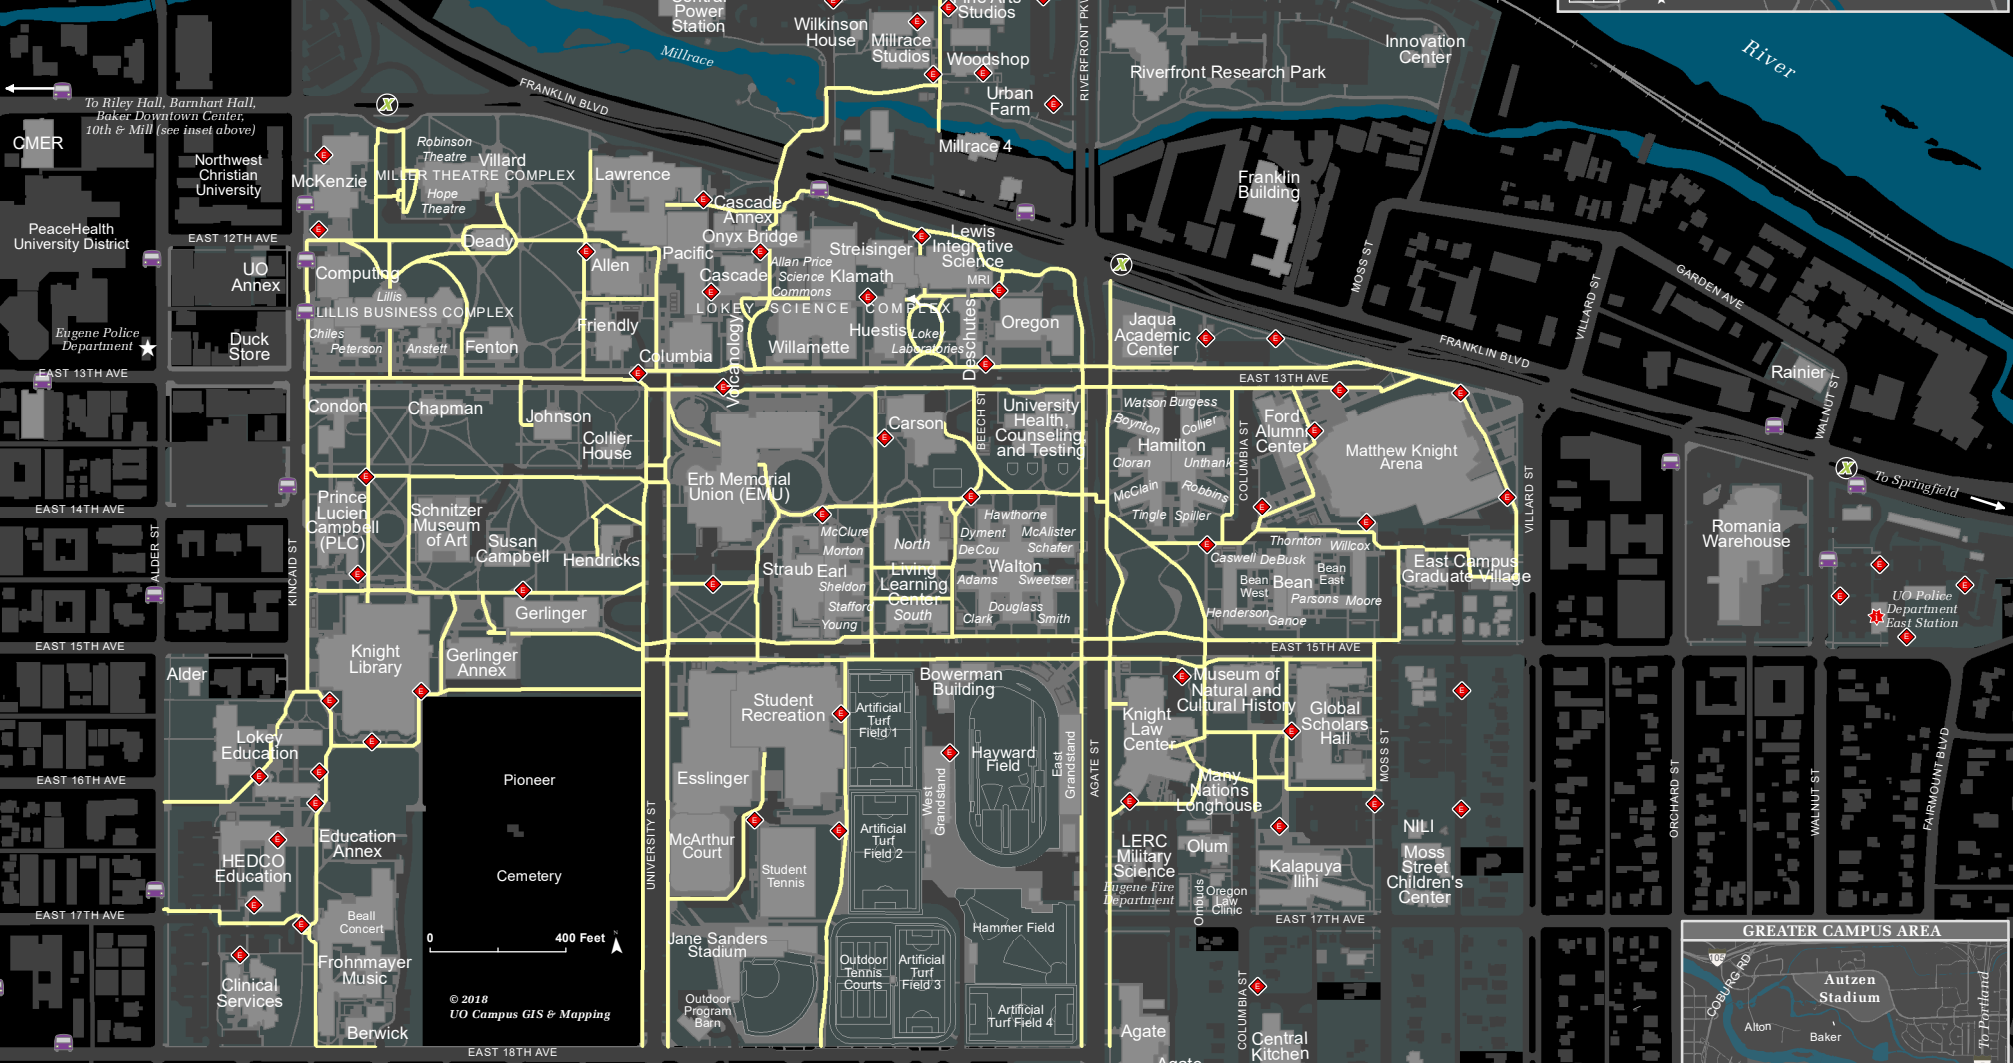 Central
Power
Station
Wilkinson
House
Millrace
Studios
Fine Arts
Studios
Woodshop
Urban
Farm
RIVERFRONT PKWY
Riverfront Research Park
Innovation
Center
River
Millrace
FRANKLIN BLVD
To Riley Hall, Barnhart Hall,
Baker Downtown Center,
10th & Mill (see inset above)
CMER
Northwest
Christian
University
McKenzie
Robinson
Theatre
Villard
MILLER THEATRE COMPLEX
Hope
Theatre
Lawrence
Millrace 4
Franklin
Building
PeaceHealth
University District
EAST 12TH AVE
Deady
Cascade
Annex
Onyx Bridge
Pacific
Allen
Streisinger
Lewis
Integrative
Science
MRI
UO
Annex
Computing
Cascade
Allan Price
Science
Commons
Klamath
Lillis
LILLIS BUSINESS COMPLEX
LOKEY SCIENCE COMPLEX
MOSS ST
VILLARD ST
GARDEN AVE
Eugene Police
Department
Duck
Store
Chiles
Peterson
Anstett
Fenton
Friendly
Columbia
Volcanology
Willamette
Huestis
Lokey
Laboratories
Deschutes
Oregon
Jaqua
Academic
Center
FRANKLIN BLVD
EAST 13TH AVE
EAST 13TH AVE
Rainier
WALNUT ST
Condon
Chapman
Johnson
Collier
House
Carson
BEECH ST
University
Health,
Counseling
and Testing
Watson
Burgess
Boynton
Collier
Hamilton
Cloran
Unthank
McClain
Robbins
Tingle
Spiller
COLUMBIA ST
Ford
Alumni
Center
Matthew Knight
Arena
VILLARD ST
To Springfield
Erb Memorial
Union (EMU)
Prince
Lucien
Campbell
(PLC)
Schnitzer
Museum
of Art
Susan
Campbell
Hendricks
EAST 14TH AVE
ALDER ST
KINCAID ST
McClure
Morton
Straub
Earl
Sheldon
Stafford
Young
North
Living
Learning
Center
South
Hawthorne
Dyment
McAlister
DeCou
Schafer
Walton
Adams
Sweetser
Douglass
Clark
Smith
Thornton
Willcox
Caswell
DeBusk
Bean
West
Bean
Bean
East
Parsons
Moore
Henderson
Ganoe
East Campus
Graduate Village
Romania
Warehouse
UO Police
Department
East Station
Gerlinger
EAST 15TH AVE
EAST 15TH AVE
Alder
Knight
Library
Gerlinger
Annex
Student
Recreation
Bowerman
Building
Artificial
Turf
Field 1
Museum of
Natural and
Cultural History
Knight
Law
Center
Global
Scholars
Hall
Lokey
Education
Hayward
Field
East
Grandstand
West
Grandstand
AGATE ST
MOSS ST
EAST 16TH AVE
Pioneer
Cemetery
Esslinger
Many
Nations
Longhouse
ORCHARD ST
WALNUT ST
FAIRMOUNT BLVD
Education
Annex
HEDCO
Education
UNIVERSITY ST
McArthur
Court
Student
Tennis
Artificial
Turf
Field 2
LERC
Military
Science
Eugene Fire
Department
Olum
Ombuds
Oregon
Law
Clinic
Kalapuya
Ilihi
NILI
Moss
Street
Children's
Center
EAST 17TH AVE
EAST 17TH AVE
Beall
Concert
Frohnmayer
Music
Clinical
Services
Berwick
0
400 Feet
N
© 2018
UO Campus GIS & Mapping
Jane Sanders
Stadium
Outdoor
Program
Barn
Outdoor
Tennis
Courts
Artificial
Turf
Field 3
Hammer Field
Artificial
Turf Field 4
Agate
Agate
COLUMBIA ST
Central
Kitchen
EAST 18TH AVE
GREATER CAMPUS AREA
105
COBURG RD
Autzen
Stadium
Alton
Baker
To Portland